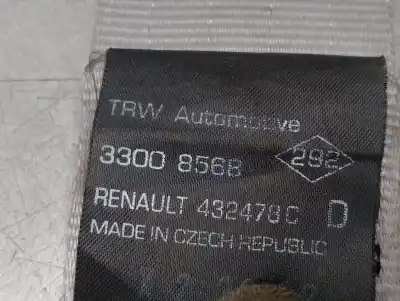 TRW Automotive
3300 8568 292
RENAULT 432478C D
MADE IN CZECH REPUBLIC